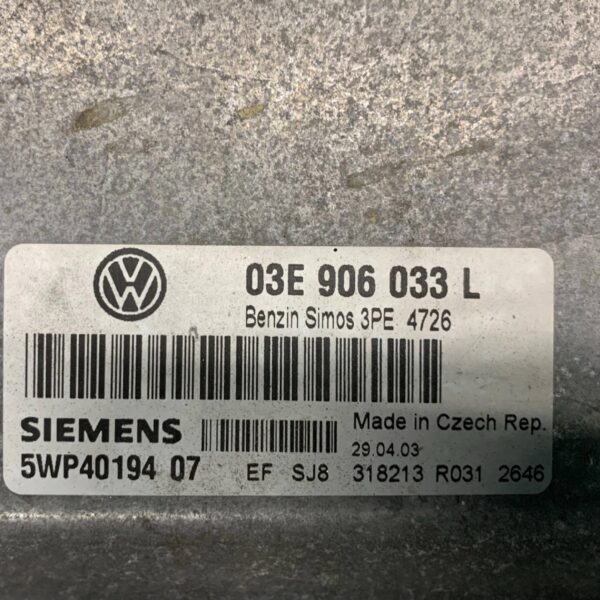 03E 906 033 L
Benzin Simos 3PE 4726
SIEMENS
Made in Czech Rep.
29.04.03
5WP40194 07 EF SJ8 318213 R031 2646